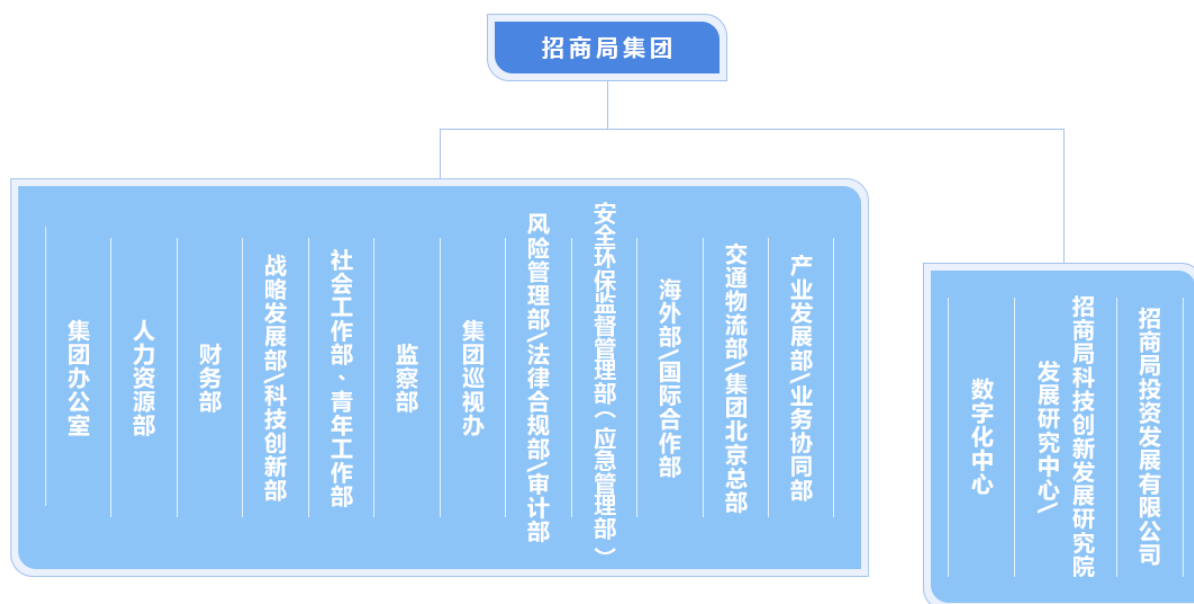 招商局集团
集团办公室
人力资源部
财务部
战略发展部\科技创新部
社会工作部、青年工作部
监察部
集团巡视办
风险管理部\法律合规部\审计部
安全环保监督管理部（应急管理部）
海外部\国际合作部
交通物流部\集团北京总部
产业发展部\业务协同部
数字化中心
发展研究中心\
招商局科技创新发展研究院
招商局投资发展有限公司